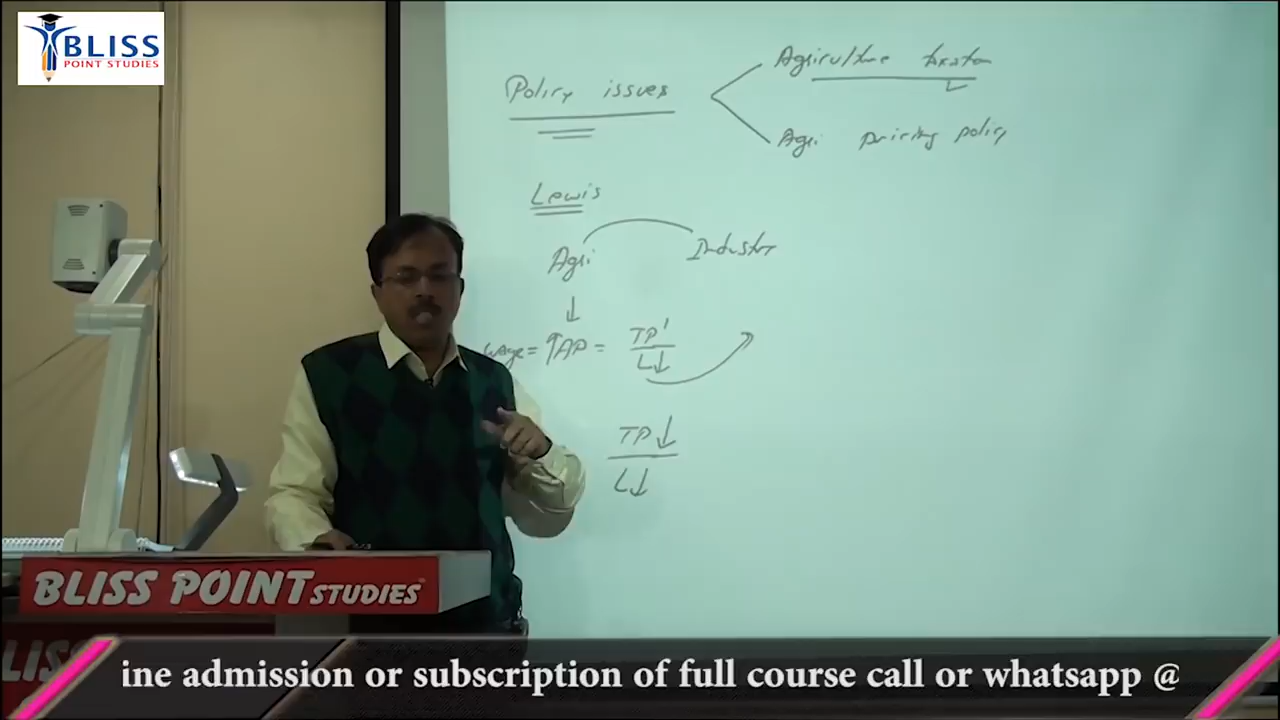 BLISS
POINT STUDIES
Policy issues
Agriculture taxation
Agri pricing policy
Lewis
Agri
Industry
wage = ↑AP = TP'
L↓
TP↓
L↓
BLISS POINT STUDIES
LIS
ine admission or subscription of full course call or whatsapp @